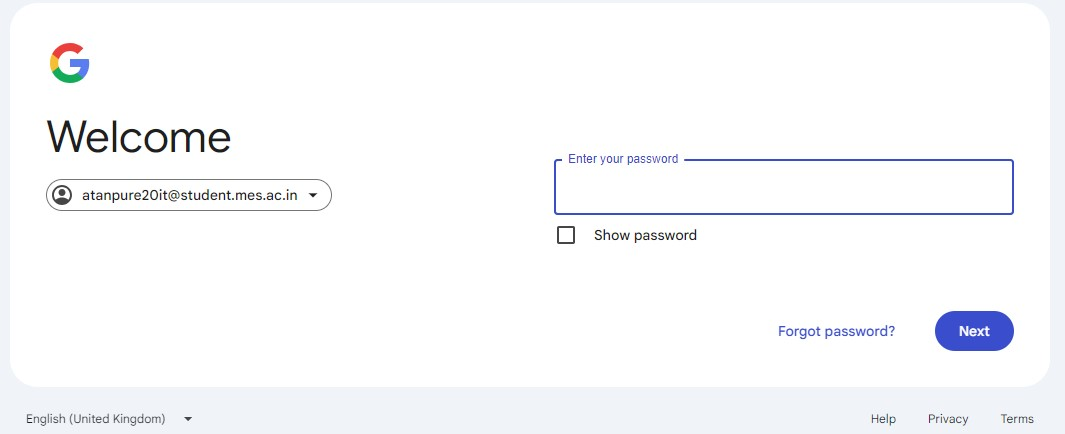 Welcome
atanpure20it@student.mes.ac.in
Enter your password
Show password
Forgot password?
Next
English (United Kingdom)
Help
Privacy
Terms